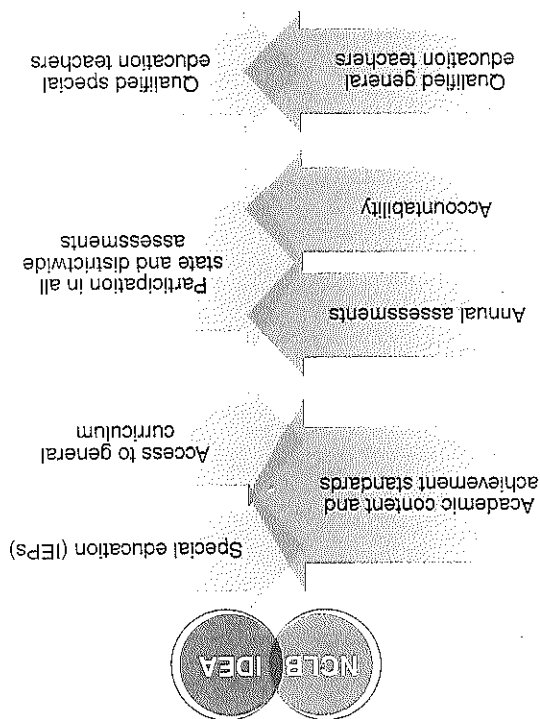 NCLB IDEA
Academic content and
achievement standards
Special education (IEPs)
Access to general
curriculum
Annual assessments
Accountability
Participation in all
state and districtwide
assessments
Qualified general
education teachers
Qualified special
education teachers